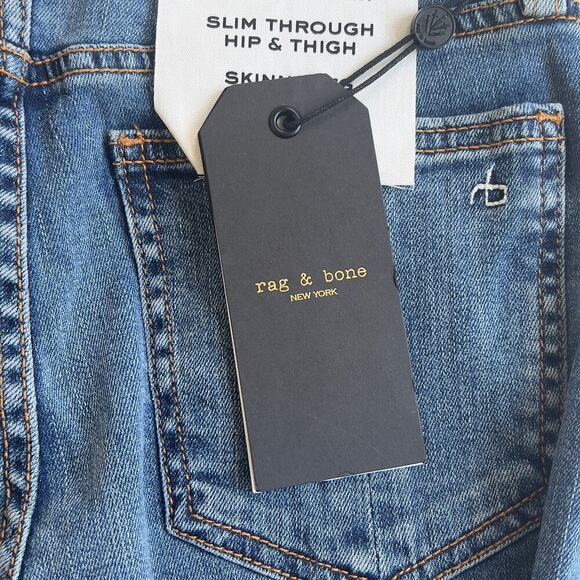 SLIM THROUGH
HIP & THIGH
rag & bone
NEW YORK